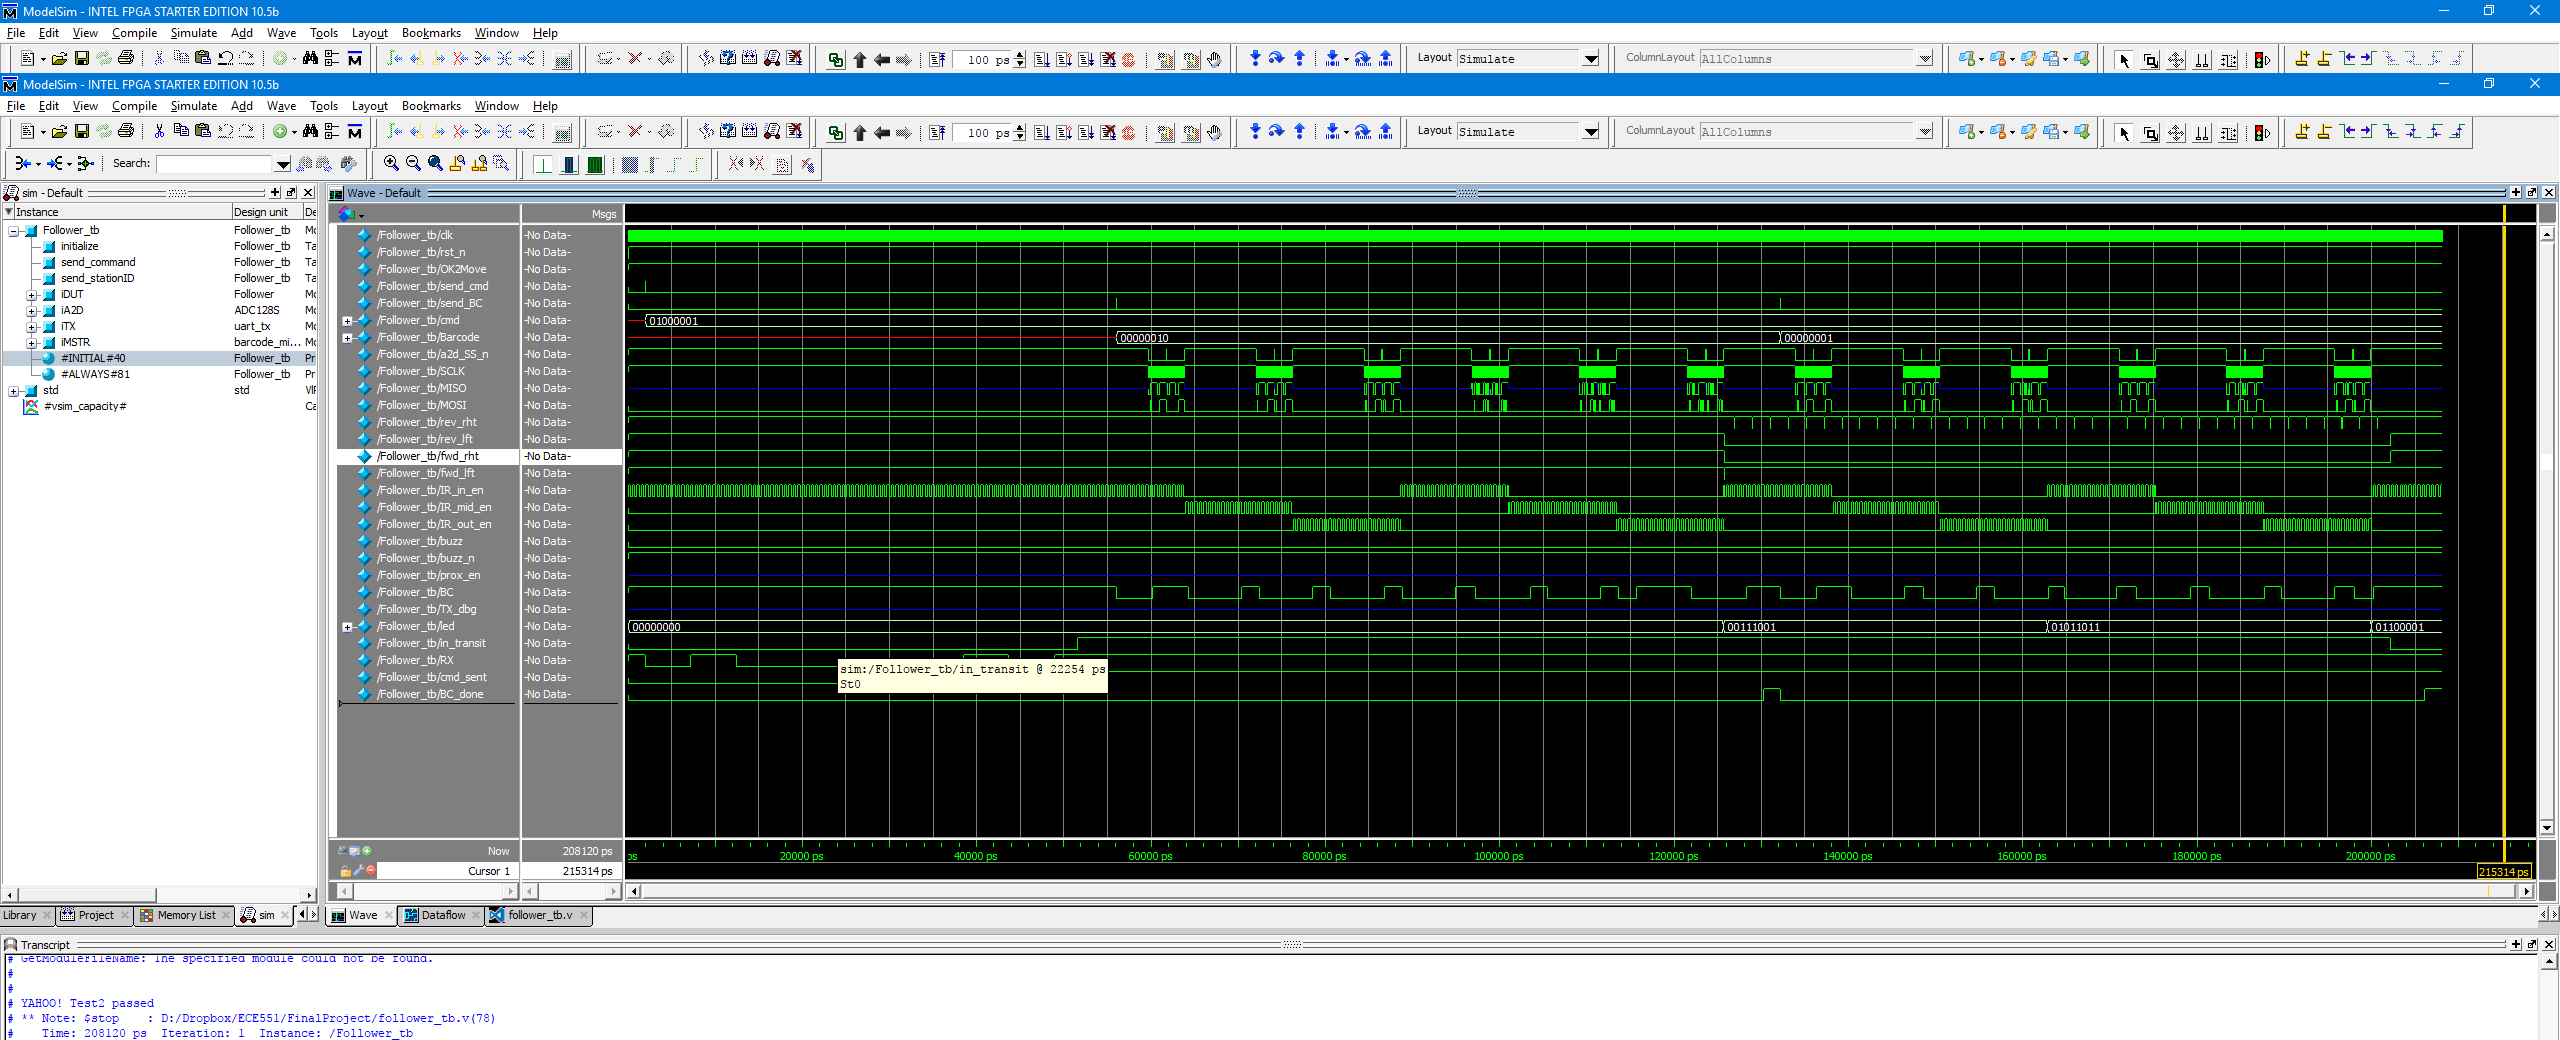 ModelSim - INTEL FPGA STARTER EDITION 10.5b
File Edit View Compile Simulate Add Wave Tools Layout Bookmarks Window Help
100 ps Layout Simulate ColumnLayout AllColumns
ModelSim - INTEL FPGA STARTER EDITION 10.5b
File Edit View Compile Simulate Add Wave Tools Layout Bookmarks Window Help
100 ps Layout Simulate ColumnLayout AllColumns
Search:
sim - Default
Instance Design unit De
Follower_tb Follower_tb Mo
initialize Follower_tb Ta
send_command Follower_tb Ta
send_stationID Follower_tb Ta
iDUT Follower Mo
iA2D ADC128S Mo
iTX uart_tx Mo
iMSTR barcode_mi... Mo
#INITIAL#40 Follower_tb Pr
#ALWAYS#81 Follower_tb Pr
std std VIP
#vsim_capacity# Ca
Wave - Default
Msgs
/Follower_tb/clk -No Data-
/Follower_tb/rst_n -No Data-
/Follower_tb/OK2Move -No Data-
/Follower_tb/send_cmd -No Data-
/Follower_tb/send_BC -No Data-
/Follower_tb/cmd -No Data- 01000001
/Follower_tb/Barcode -No Data- 00000010 00000001
/Follower_tb/a2d_SS_n -No Data-
/Follower_tb/SCLK -No Data-
/Follower_tb/MISO -No Data-
/Follower_tb/MOSI -No Data-
/Follower_tb/rev_rht -No Data-
/Follower_tb/rev_lft -No Data-
/Follower_tb/fwd_rht -No Data-
/Follower_tb/fwd_lft -No Data-
/Follower_tb/IR_in_en -No Data-
/Follower_tb/IR_mid_en -No Data-
/Follower_tb/IR_out_en -No Data-
/Follower_tb/buzz -No Data-
/Follower_tb/buzz_n -No Data-
/Follower_tb/prox_en -No Data-
/Follower_tb/BC -No Data-
/Follower_tb/TX_dbg -No Data-
/Follower_tb/led -No Data- 00000000 00111001 01011011 01100001
/Follower_tb/in_transit -No Data-
/Follower_tb/RX -No Data-
/Follower_tb/cmd_sent -No Data-
/Follower_tb/BC_done -No Data-
sim:/Follower_tb/in_transit @ 22254 ps
St0
Now 208120 ps
ps 20000 ps 40000 ps 60000 ps 80000 ps 100000 ps 120000 ps 140000 ps 160000 ps 180000 ps 200000 ps
Cursor 1 215314 ps 215314 ps
Library Project Memory List sim Wave Dataflow follower_tb.v
Transcript
# GetModuleFileName: The specified module could not be found.
#
#
# YAHOO! Test2 passed
# ** Note: $stop : D:/Dropbox/ECE551/FinalProject/follower_tb.v(78)
# Time: 208120 ps Iteration: 1 Instance: /Follower_tb